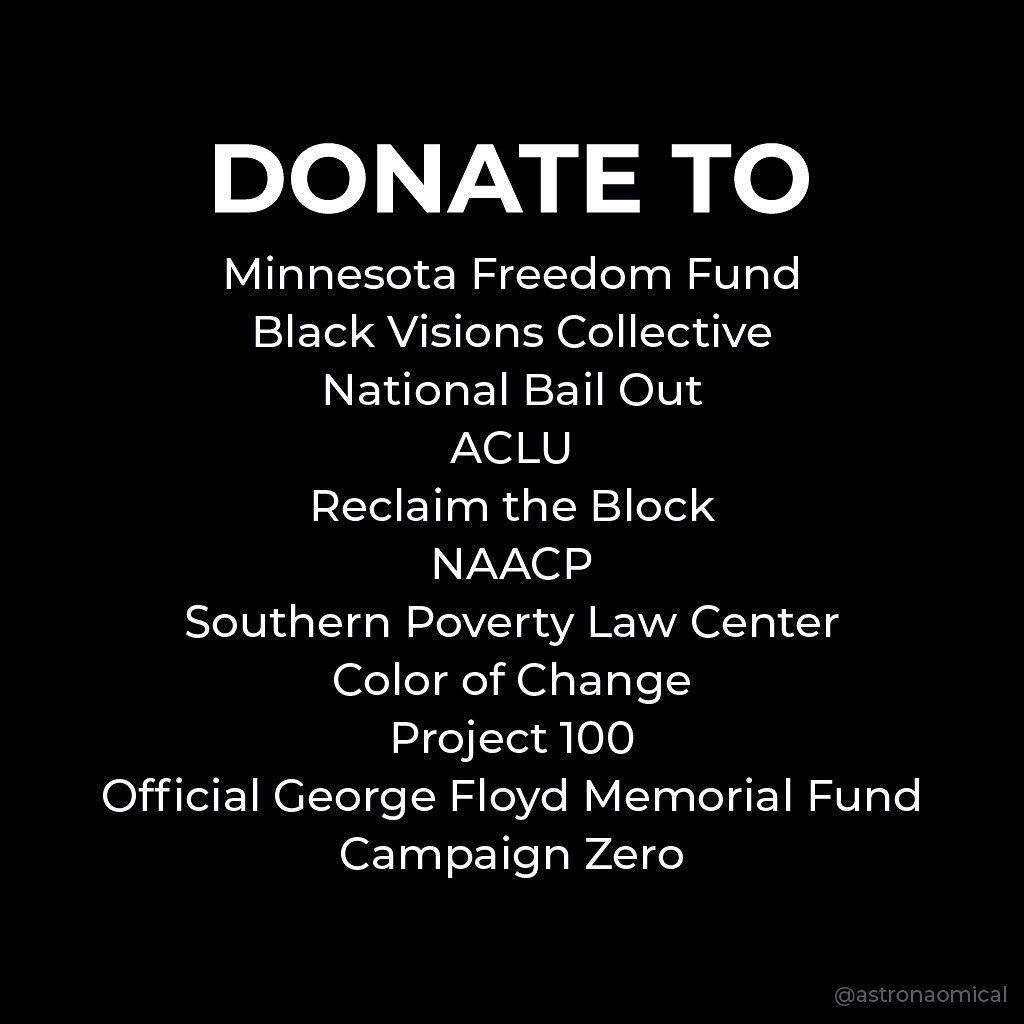 DONATE TO
Minnesota Freedom Fund
Black Visions Collective
National Bail Out
ACLU
Reclaim the Block
NAACP
Southern Poverty Law Center
Color of Change
Project 100
Official George Floyd Memorial Fund
Campaign Zero
@astronaomical